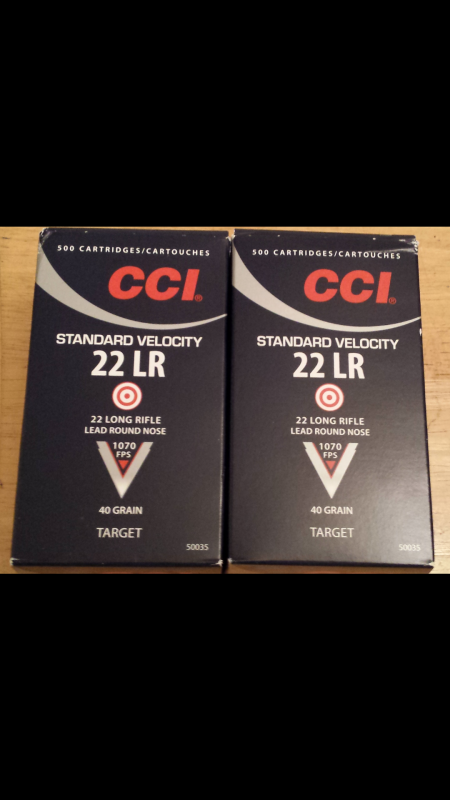 500 CARTRIDGES/CARTOUCHES
CCI®
STANDARD VELOCITY
22 LR
22 LONG RIFLE
LEAD ROUND NOSE
1070
FPS
40 GRAIN
TARGET
50035
500 CARTRIDGES/CARTOUCHES
CCI®
STANDARD VELOCITY
22 LR
22 LONG RIFLE
LEAD ROUND NOSE
1070
FPS
40 GRAIN
TARGET
50035